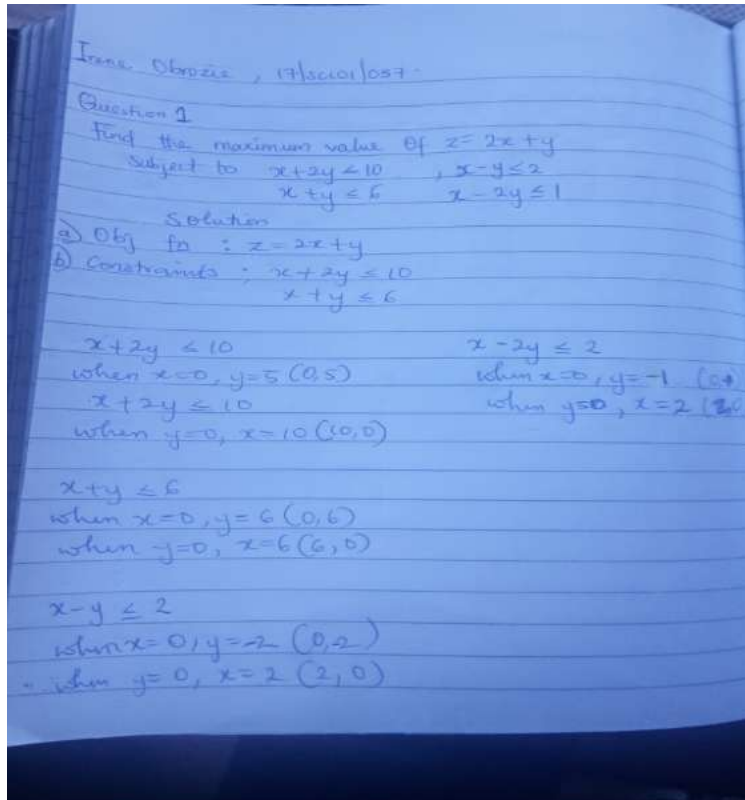 Irene Obrozie, 17/sci01/057.
Question 1
Find the maximum value of z = 2x + y
Subject to x+2y ≤ 10 , x-y ≤ 2
x+y ≤ 6 x-2y ≤ 1
Solution
a) Obj fn : z = 2x+y
b) Constraints ; x+2y ≤ 10
x+y ≤ 6
x+2y ≤ 10
when x=0, y=5 (0,5)
x+2y ≤ 10
when y=0, x=10 (10,0)
x-2y ≤ 2
when x=0, y=-1
when y=0, x=2
x+y ≤ 6
when x=0, y=6 (0,6)
when y=0, x=6 (6,0)
x-y ≤ 2
when x=0, y=-2 (0,-2)
when y=0, x=2 (2,0)